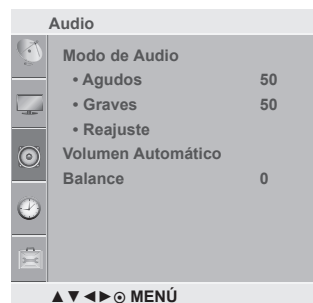 Audio
Modo de Audio
• Agudos 50
• Graves 50
• Reajuste
Volumen Automático
Balance 0
▲▼◄►⊙ MENÚ